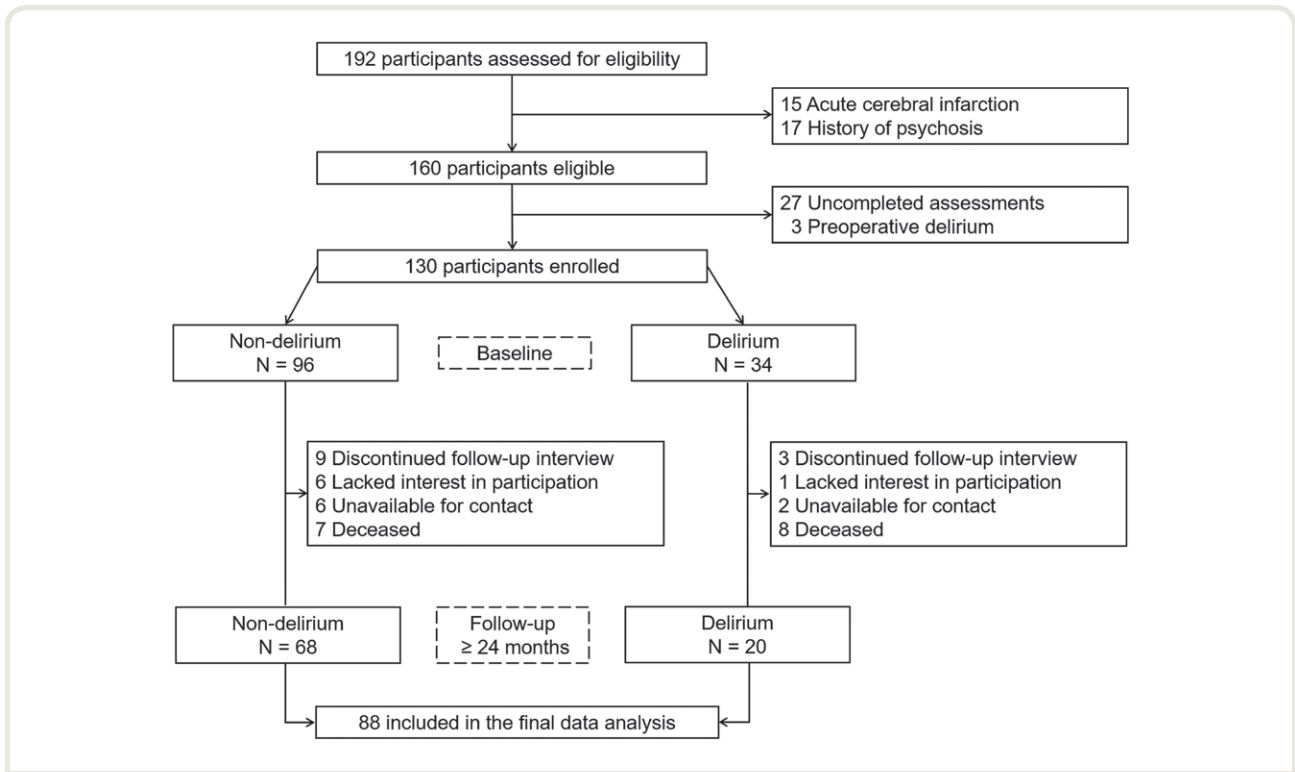 192 participants assessed for eligibility
15 Acute cerebral infarction
17 History of psychosis
160 participants eligible
27 Uncompleted assessments
3 Preoperative delirium
130 participants enrolled
Non-delirium
N = 96
Baseline
Delirium
N = 34
9 Discontinued follow-up interview
6 Lacked interest in participation
6 Unavailable for contact
7 Deceased
3 Discontinued follow-up interview
1 Lacked interest in participation
2 Unavailable for contact
8 Deceased
Non-delirium
N = 68
Follow-up
≥ 24 months
Delirium
N = 20
88 included in the final data analysis